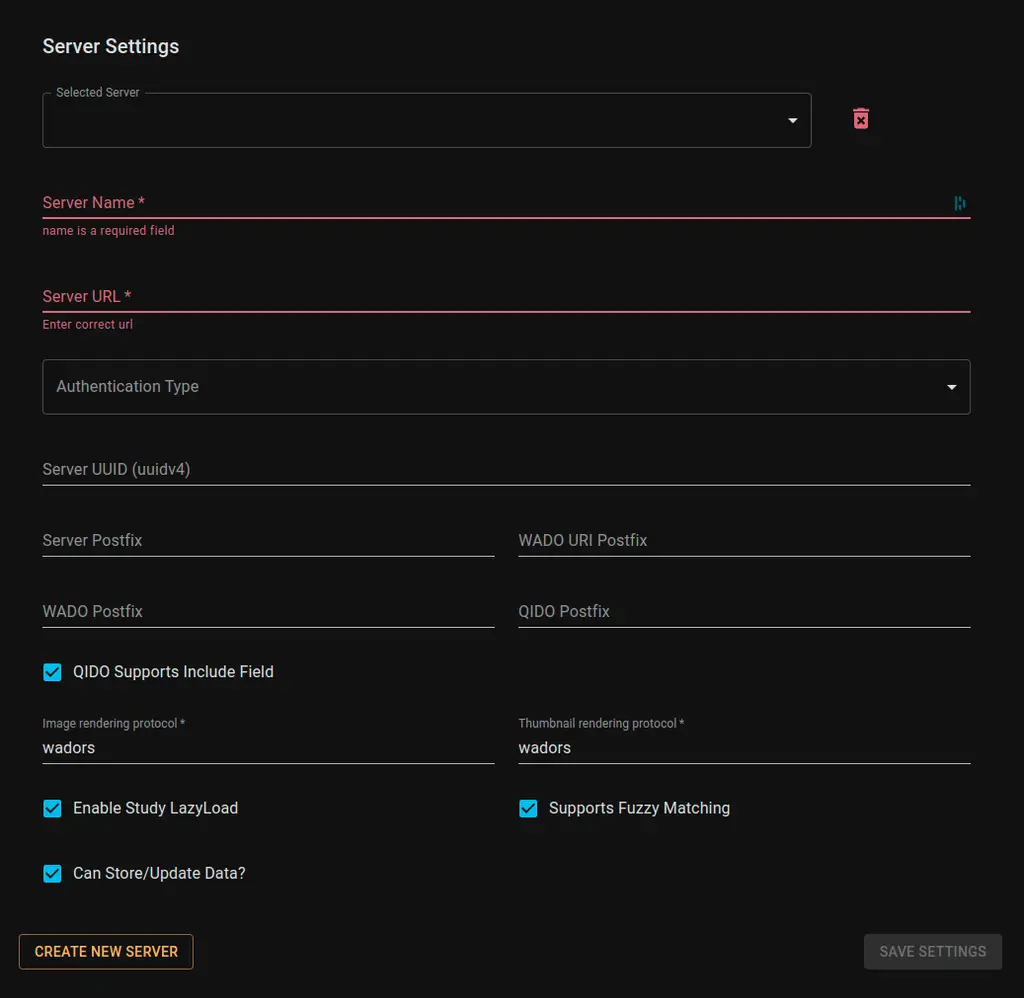 Server Settings
Selected Server
Server Name *
name is a required field
Server URL *
Enter correct url
Authentication Type
Server UUID (uuidv4)
Server Postfix
WADO URI Postfix
WADO Postfix
QIDO Postfix
QIDO Supports Include Field
Image rendering protocol *
Thumbnail rendering protocol *
wadors
wadors
Enable Study LazyLoad
Supports Fuzzy Matching
Can Store/Update Data?
CREATE NEW SERVER
SAVE SETTINGS